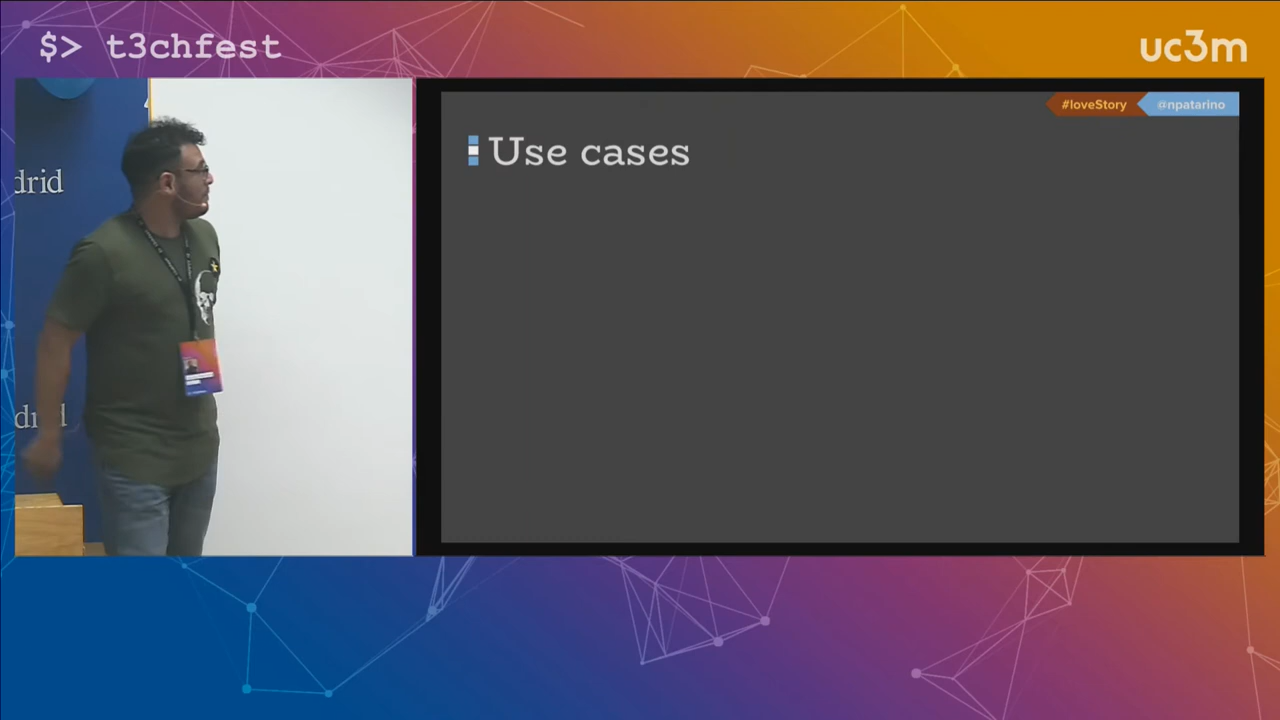 $> t3chfest
uc3m
#loveStory
@npatarino
Use cases
drid
drid